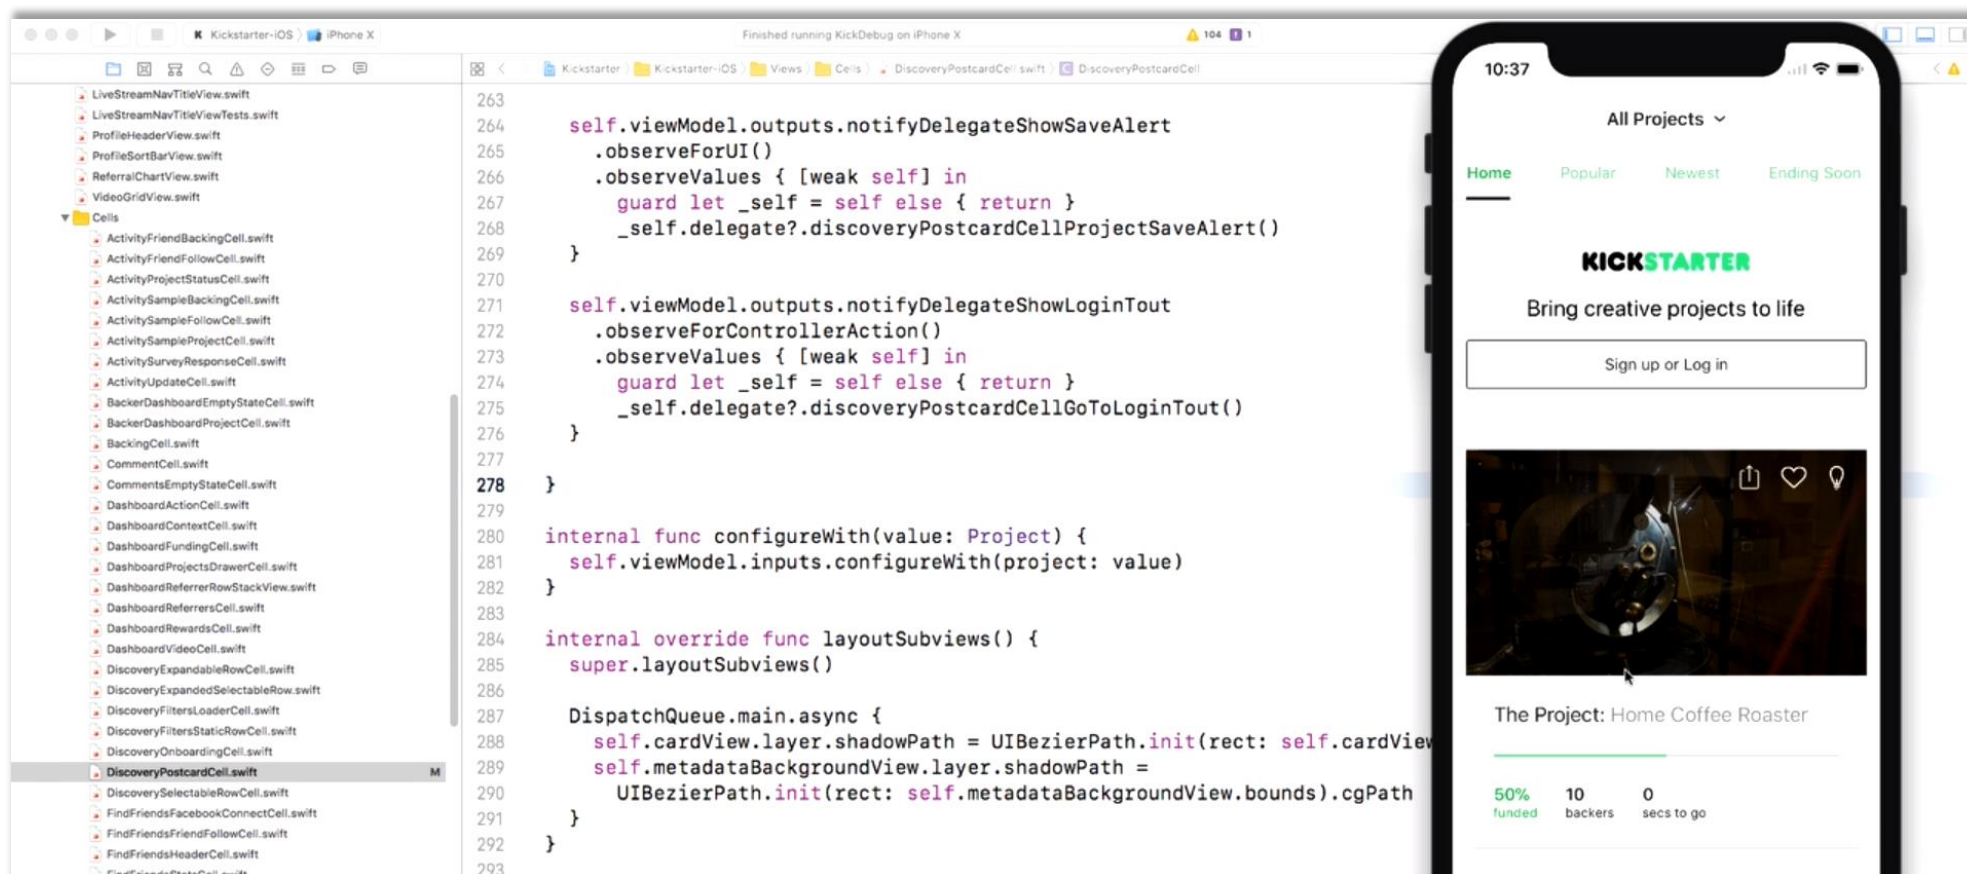 Kickstarter-iOS iPhone X
Finished running KickDebug on iPhone X
104 1
Kickstarter Kickstarter-iOS Views Cells DiscoveryPostcardCell.swift DiscoveryPostcardCell
LiveStreamNavTitleView.swift
LiveStreamNavTitleViewTests.swift
ProfileHeaderView.swift
ProfileSortBarView.swift
ReferralChartView.swift
VideoGridView.swift
Cells
ActivityFriendBackingCell.swift
ActivityFriendFollowCell.swift
ActivityProjectStatusCell.swift
ActivitySampleBackingCell.swift
ActivitySampleFollowCell.swift
ActivitySampleProjectCell.swift
ActivitySurveyResponseCell.swift
ActivityUpdateCell.swift
BackerDashboardEmptyStateCell.swift
BackerDashboardProjectCell.swift
BackingCell.swift
CommentCell.swift
CommentsEmptyStateCell.swift
DashboardActionCell.swift
DashboardContextCell.swift
DashboardFundingCell.swift
DashboardProjectsDrawerCell.swift
DashboardReferrerRowStackView.swift
DashboardReferrersCell.swift
DashboardRewardsCell.swift
DashboardVideoCell.swift
DiscoveryExpandableRowCell.swift
DiscoveryExpandedSelectableRow.swift
DiscoveryFiltersLoaderCell.swift
DiscoveryFiltersStaticRowCell.swift
DiscoveryOnboardingCell.swift
DiscoveryPostcardCell.swift M
DiscoverySelectableRowCell.swift
FindFriendsFacebookConnectCell.swift
FindFriendsFriendFollowCell.swift
FindFriendsHeaderCell.swift
FindFriendsStatsCell.swift
263
264 self.viewModel.outputs.notifyDelegateShowSaveAlert
265 .observeForUI()
266 .observeValues { [weak self] in
267 guard let _self = self else { return }
268 _self.delegate?.discoveryPostcardCellProjectSaveAlert()
269 }
270
271 self.viewModel.outputs.notifyDelegateShowLoginTout
272 .observeForControllerAction()
273 .observeValues { [weak self] in
274 guard let _self = self else { return }
275 _self.delegate?.discoveryPostcardCellGoToLoginTout()
276 }
277
278 }
279
280 internal func configureWith(value: Project) {
281 self.viewModel.inputs.configureWith(project: value)
282 }
283
284 internal override func layoutSubviews() {
285 super.layoutSubviews()
286
287 DispatchQueue.main.async {
288 self.cardView.layer.shadowPath = UIBezierPath.init(rect: self.cardView
289 self.metadataBackgroundView.layer.shadowPath =
290 UIBezierPath.init(rect: self.metadataBackgroundView.bounds).cgPath
291 }
292 }
293
10:37
All Projects
Home Popular Newest Ending Soon
KICKSTARTER
Bring creative projects to life
Sign up or Log in
The Project: Home Coffee Roaster
50% 10 0
funded backers secs to go